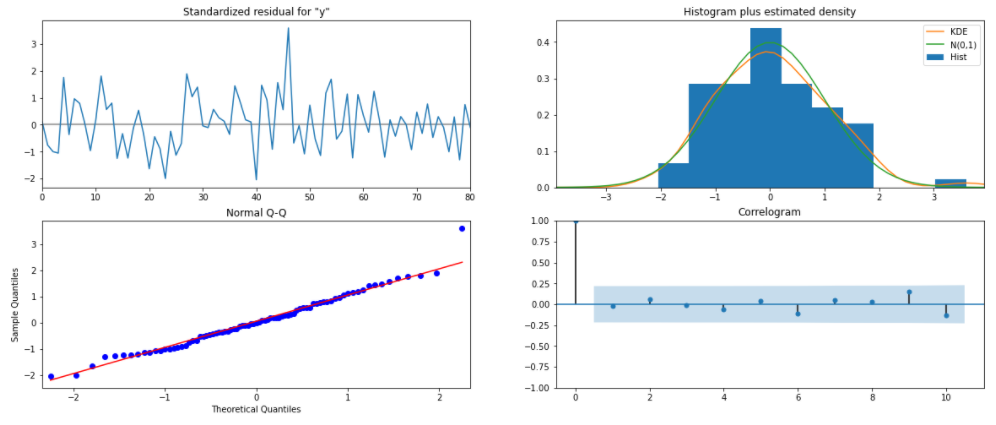 Standardized residual for "y"
3
2
1
0
−1
−2
0 10 20 30 40 50 60 70 80
Histogram plus estimated density
KDE
N(0,1)
Hist
0.4
0.3
0.2
0.1
0.0
−3 −2 −1 0 1 2 3
Normal Q-Q
Sample Quantiles
3
2
1
0
−1
−2
−2 −1 0 1 2
Theoretical Quantiles
Correlogram
1.00
0.75
0.50
0.25
0.00
−0.25
−0.50
−0.75
−1.00
0 2 4 6 8 10